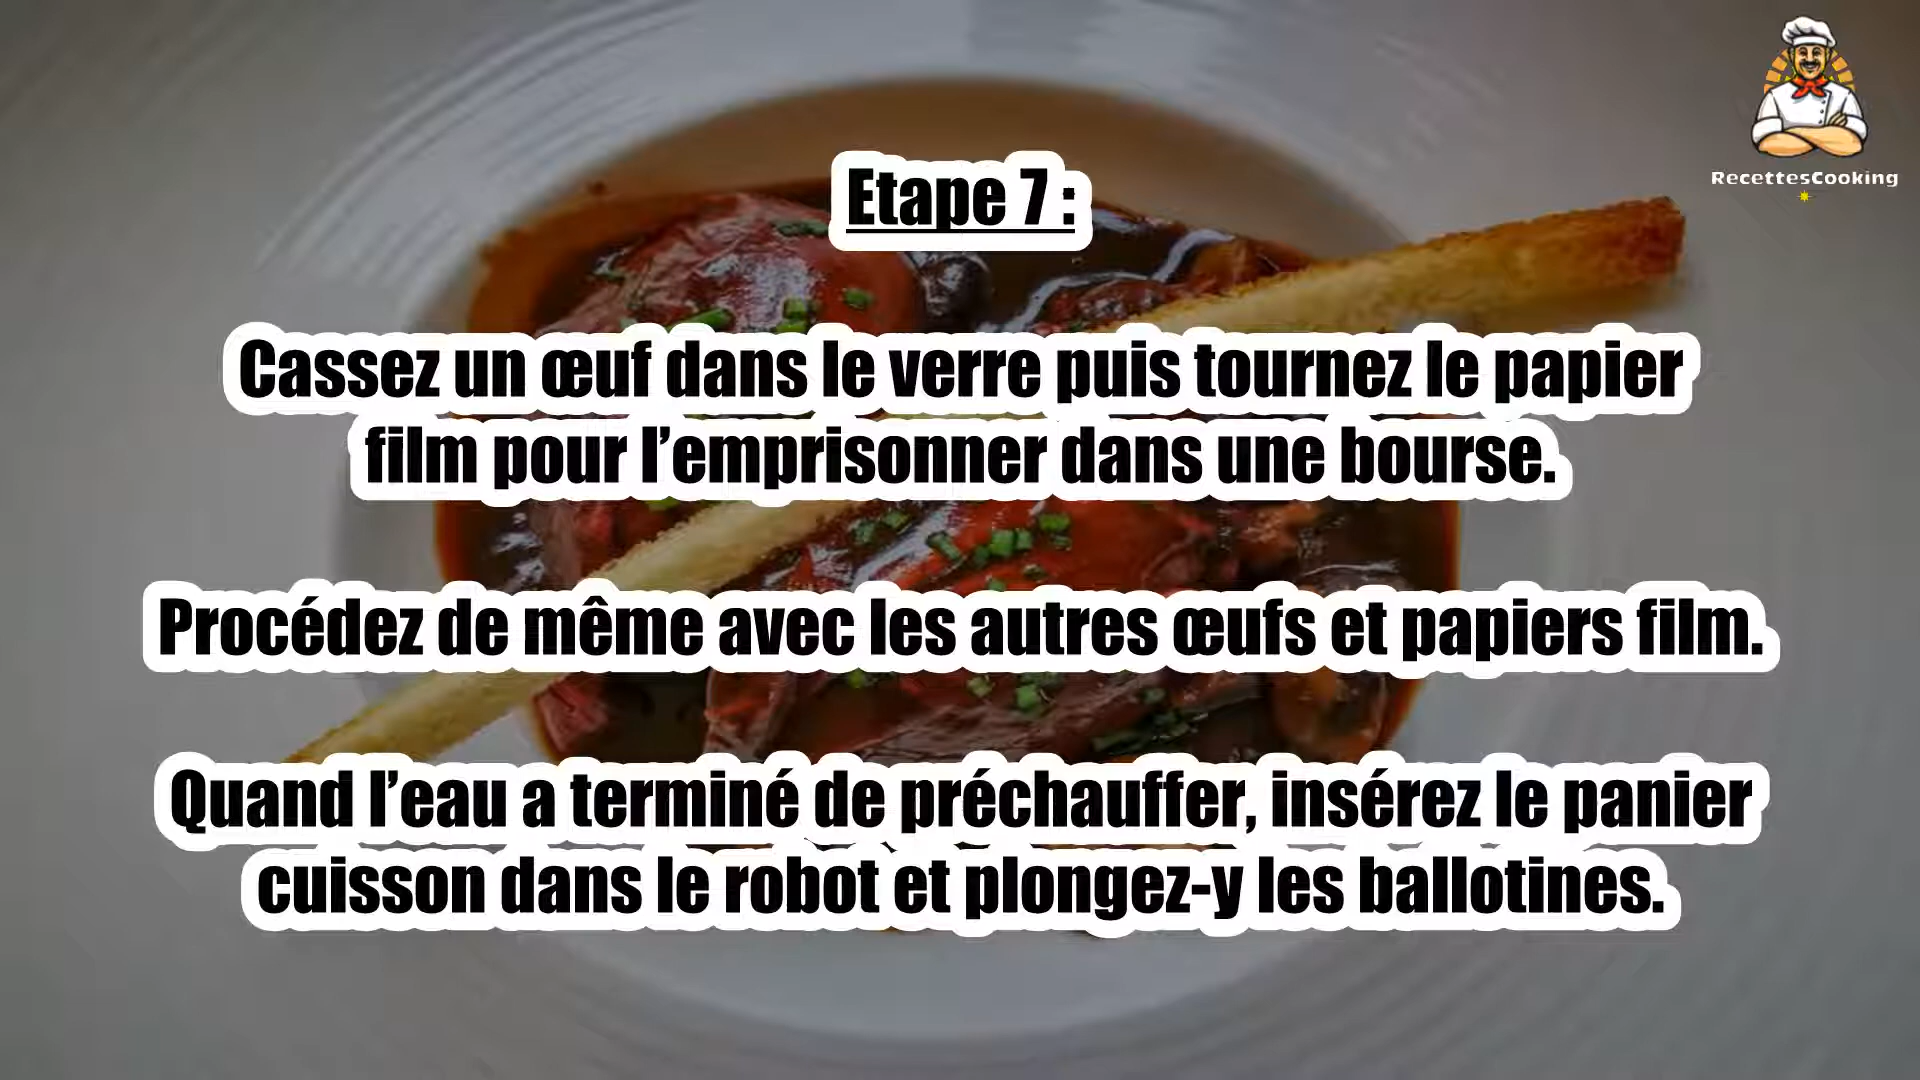 RecettesCooking
Etape 7 :
Cassez un œuf dans le verre puis tournez le papier
film pour l’emprisonner dans une bourse.
Procédez de même avec les autres œufs et papiers film.
Quand l’eau a terminé de préchauffer, insérez le panier
cuisson dans le robot et plongez-y les ballotines.